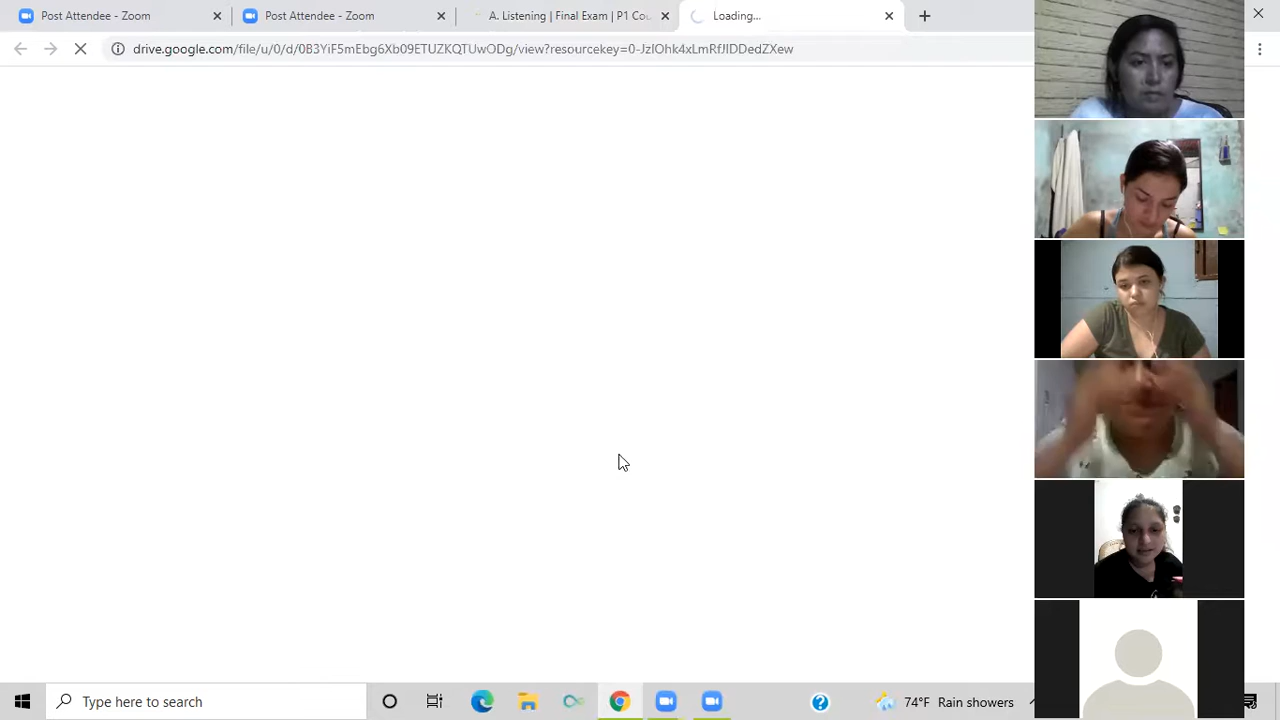 Post Attendee - Zoom
Post Attendee - Zoom
A. Listening | Final Exam | P1 Cou
Loading...
drive.google.com/file/u/0/d/0B3YiF5mEbg6Xb09ETUZKQTUwODg/view?resourcekey=0-JzlOhk4xLmRfJlDDedZXew
Type here to search
74°F Rain showers